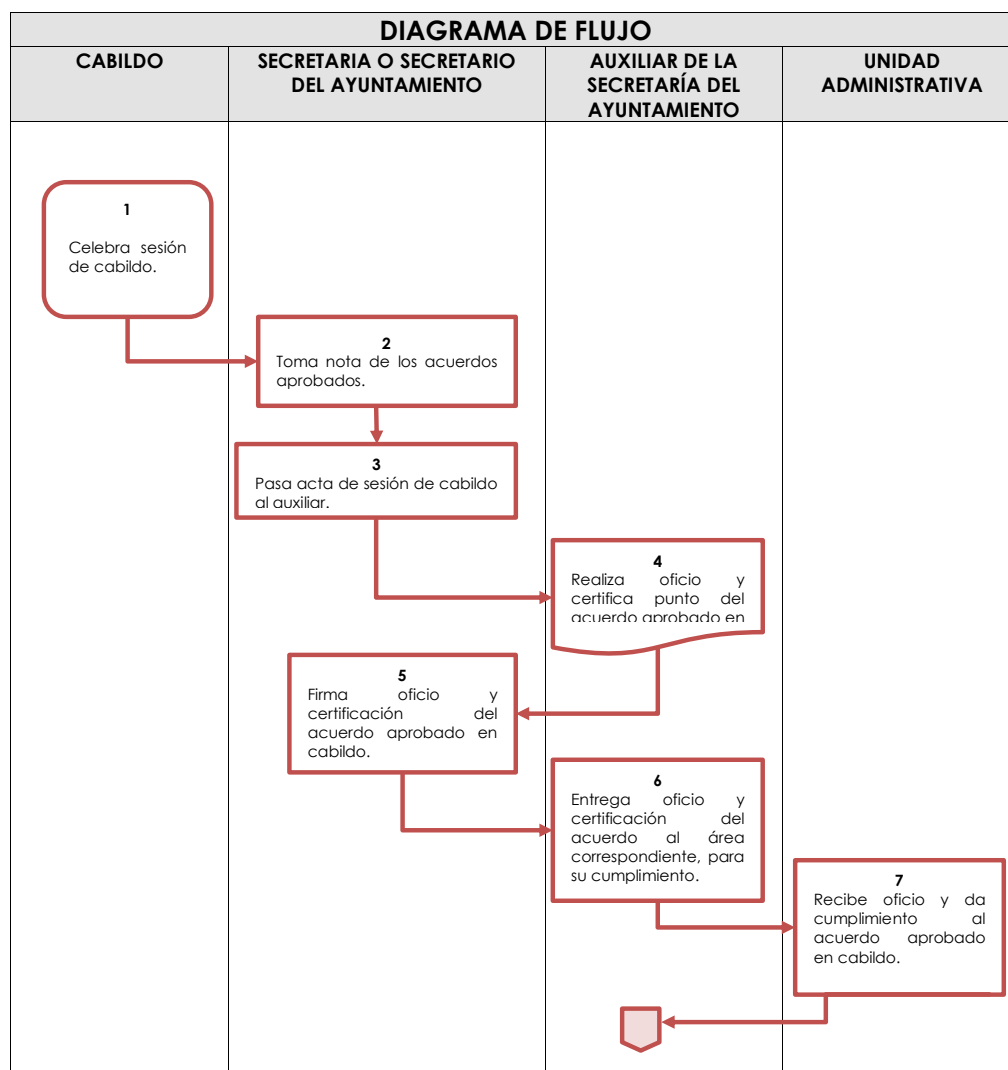 DIAGRAMA DE FLUJO
CABILDO
SECRETARIA O SECRETARIO
DEL AYUNTAMIENTO
AUXILIAR DE LA
SECRETARÍA DEL
AYUNTAMIENTO
UNIDAD
ADMINISTRATIVA
1
Celebra sesión
de cabildo.
2
Toma nota de los acuerdos
aprobados.
3
Pasa acta de sesión de cabildo
al auxiliar.
4
Realiza oficio y
certifica punto del
acuerdo aprobado en
5
Firma oficio y
certificación del
acuerdo aprobado en
cabildo.
6
Entrega oficio y
certificación del
acuerdo al área
correspondiente, para
su cumplimiento.
7
Recibe oficio y da
cumplimiento al
acuerdo aprobado
en cabildo.